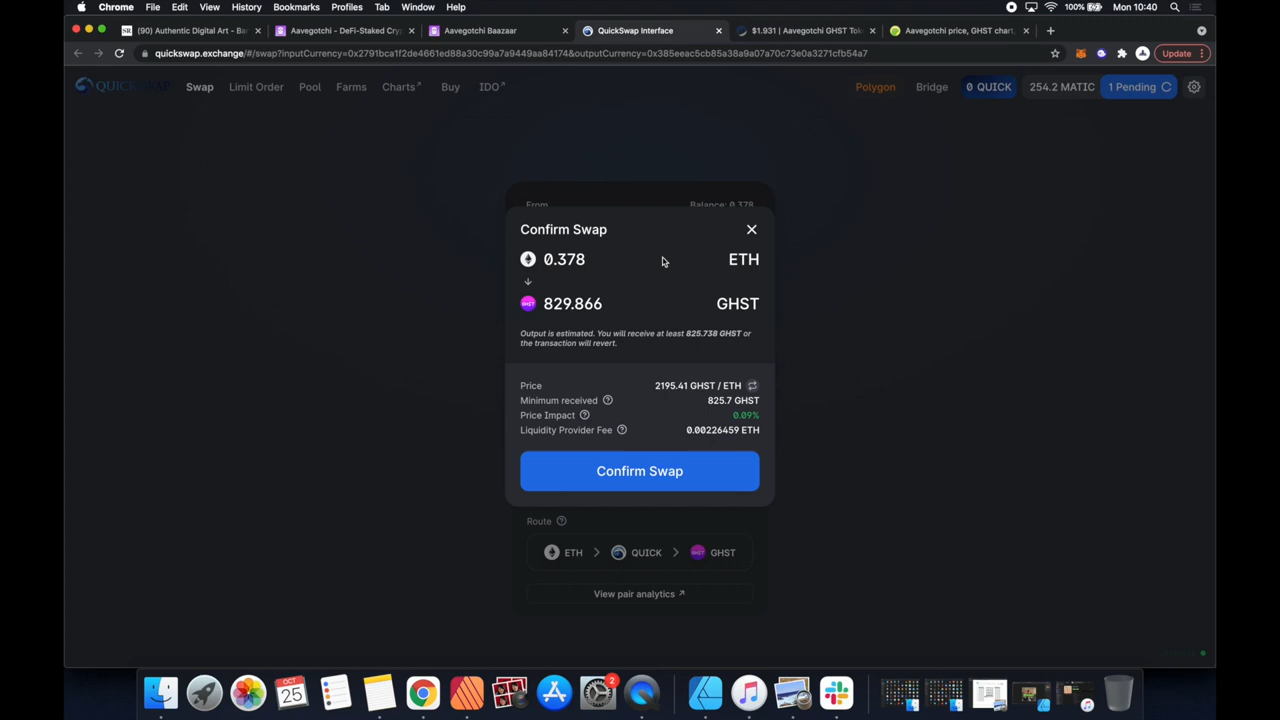 Chrome File Edit View History Bookmarks Profiles Tab Window Help 100% Mon 10:40
(90) Authentic Digital Art - Ba Aavegotchi - DeFi-Staked Cry Aavegotchi Baazaar QuickSwap Interface $1.931 | Aavegotchi GHST Tok Aavegotchi price, GHST chart,
quickswap.exchange/#/swap?inputCurrency=0x2791bca1f2de4661ed88a30c99a7a9449aa84174&outputCurrency=0x385eeac5cb85a38a9a07a70c73e0a3271cfb54a7 Update
QUICKSWAP Swap Limit Order Pool Farms Charts↗ Buy IDO↗ Polygon Bridge 0 QUICK 254.2 MATIC 1 Pending
From Balance: 0.378
Confirm Swap
0.378 ETH
829.866 GHST
Output is estimated. You will receive at least 825.738 GHST or
the transaction will revert.
Price 2195.41 GHST / ETH
Minimum received 825.7 GHST
Price Impact 0.09%
Liquidity Provider Fee 0.00226459 ETH
Confirm Swap
Route
ETH > QUICK > GHST
View pair analytics ↗
OCT
25
2